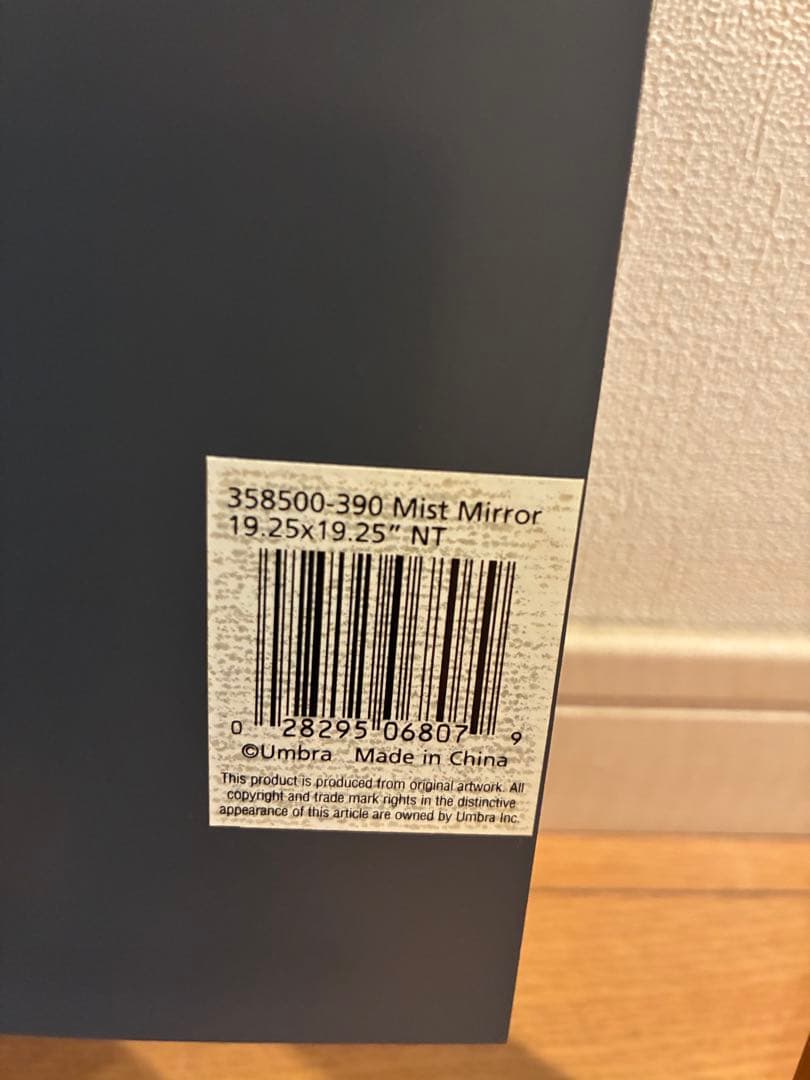 358500-390 Mist Mirror
19.25x19.25" NT
0 28295 06807 9
©Umbra Made in China
This product is produced from original artwork. All
copyright and trade mark rights in the distinctive
appearance of this article are owned by Umbra Inc.